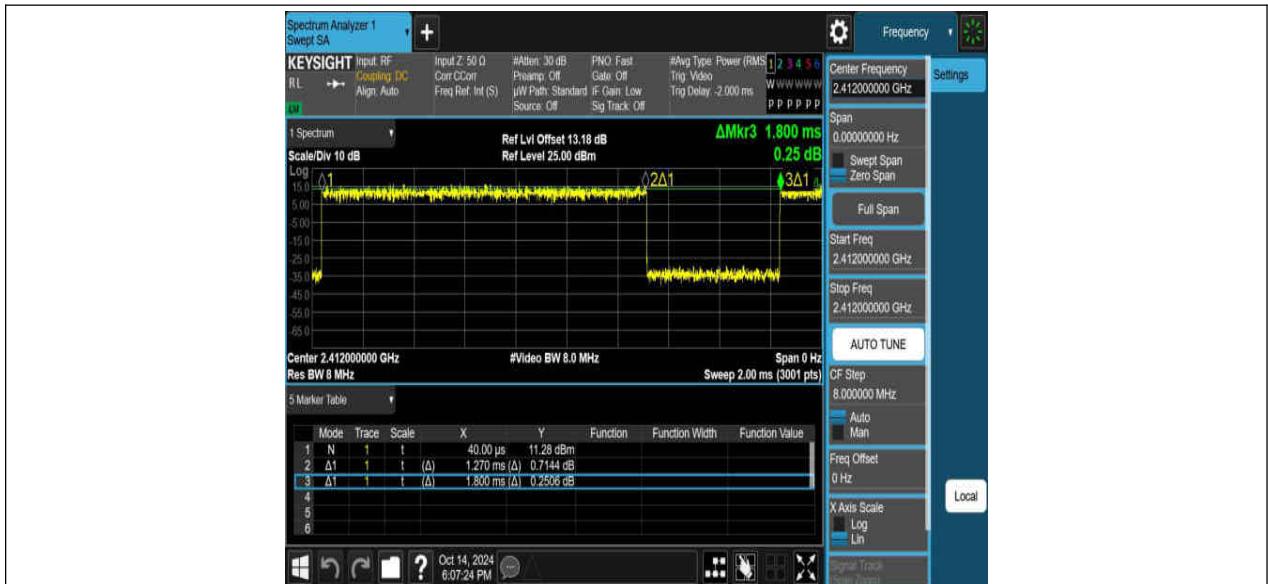 Spectrum Analyzer 1
Swept SA
+
Frequency
KEYSIGHT
RL
Input: RF
Coupling: DC
Align: Auto
Input Z: 50 Ω
Corr CCorr
Freq Ref: Int (S)
#Atten: 30 dB
Preamp: Off
µW Path: Standard
Source: Off
PNO: Fast
Gate: Off
IF Gain: Low
Sig Track: Off
#Avg Type: Power (RMS
Trig: Video
Trig Delay: -2.000 ms
1 2 3 4 5 6
W W W W W W
P P P P P P
Center Frequency
2.412000000 GHz
Settings
Span
0.00000000 Hz
Swept Span
Zero Span
Full Span
Start Freq
2.412000000 GHz
Stop Freq
2.412000000 GHz
AUTO TUNE
CF Step
8.000000 MHz
Auto
Man
Freq Offset
0 Hz
X Axis Scale
Log
Lin
Signal Track
(Span Zoom)
Local
1 Spectrum
Scale/Div 10 dB
Ref Lvl Offset 13.18 dB
Ref Level 25.00 dBm
ΔMkr3 1.800 ms
0.25 dB
Log
15.0
5.00
-5.00
-15.0
-25.0
-35.0
-45.0
-55.0
-65.0
1
2Δ1
3Δ1
Center 2.412000000 GHz
#Video BW 8.0 MHz
Span 0 Hz
Res BW 8 MHz
Sweep 2.00 ms (3001 pts)
5 Marker Table
Mode Trace Scale X Y Function Function Width Function Value
1 N 1 t 40.00 µs 11.28 dBm
2 Δ1 1 t (Δ) 1.270 ms (Δ) 0.7144 dB
3 Δ1 1 t (Δ) 1.800 ms (Δ) 0.2506 dB
4
5
6
?
Oct 14, 2024
6:07:24 PM